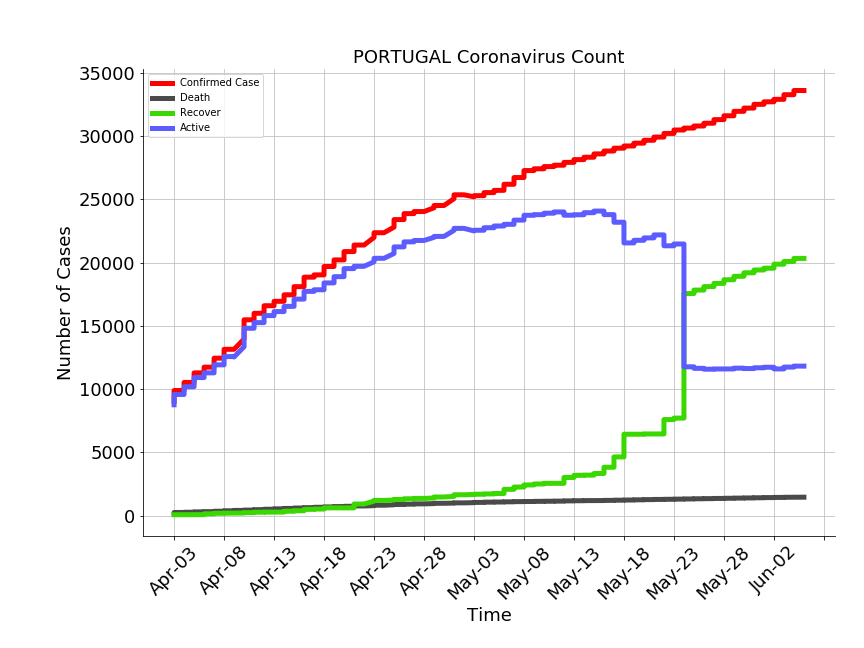 PORTUGAL Coronavirus Count
Confirmed Case
Death
Recover
Active
Number of Cases
35000
30000
25000
20000
15000
10000
5000
0
Apr-03
Apr-08
Apr-13
Apr-18
Apr-23
Apr-28
May-03
May-08
May-13
May-18
May-23
May-28
Jun-02
Time